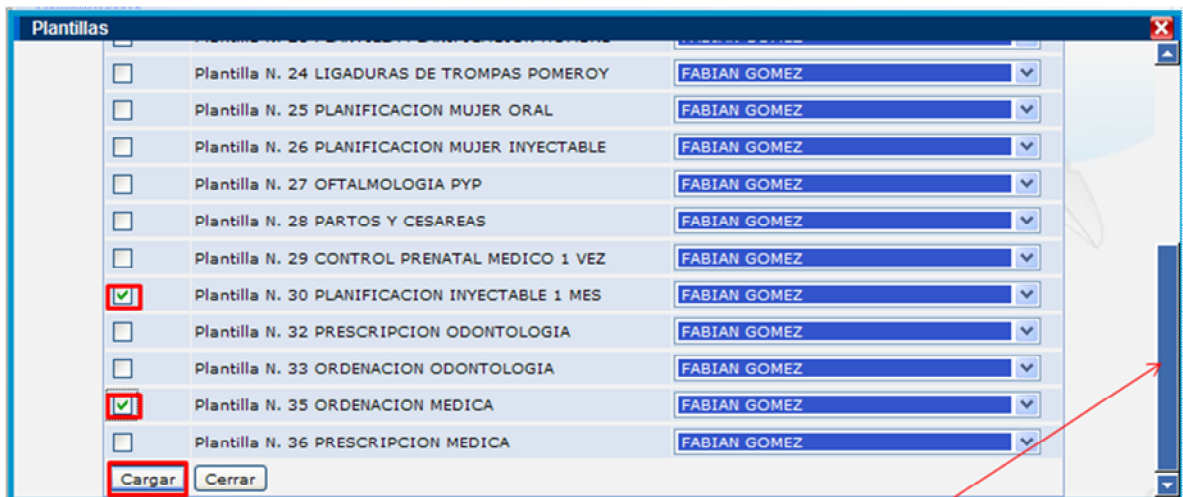 Plantillas
Plantilla N. 24 LIGADURAS DE TROMPAS POMEROY FABIAN GOMEZ
Plantilla N. 25 PLANIFICACION MUJER ORAL FABIAN GOMEZ
Plantilla N. 26 PLANIFICACION MUJER INYECTABLE FABIAN GOMEZ
Plantilla N. 27 OFTALMOLOGIA PYP FABIAN GOMEZ
Plantilla N. 28 PARTOS Y CESAREAS FABIAN GOMEZ
Plantilla N. 29 CONTROL PRENATAL MEDICO 1 VEZ FABIAN GOMEZ
Plantilla N. 30 PLANIFICACION INYECTABLE 1 MES FABIAN GOMEZ
Plantilla N. 32 PRESCRIPCION ODONTOLOGIA FABIAN GOMEZ
Plantilla N. 33 ORDENACION ODONTOLOGIA FABIAN GOMEZ
Plantilla N. 35 ORDENACION MEDICA FABIAN GOMEZ
Plantilla N. 36 PRESCRIPCION MEDICA FABIAN GOMEZ
Cargar Cerrar